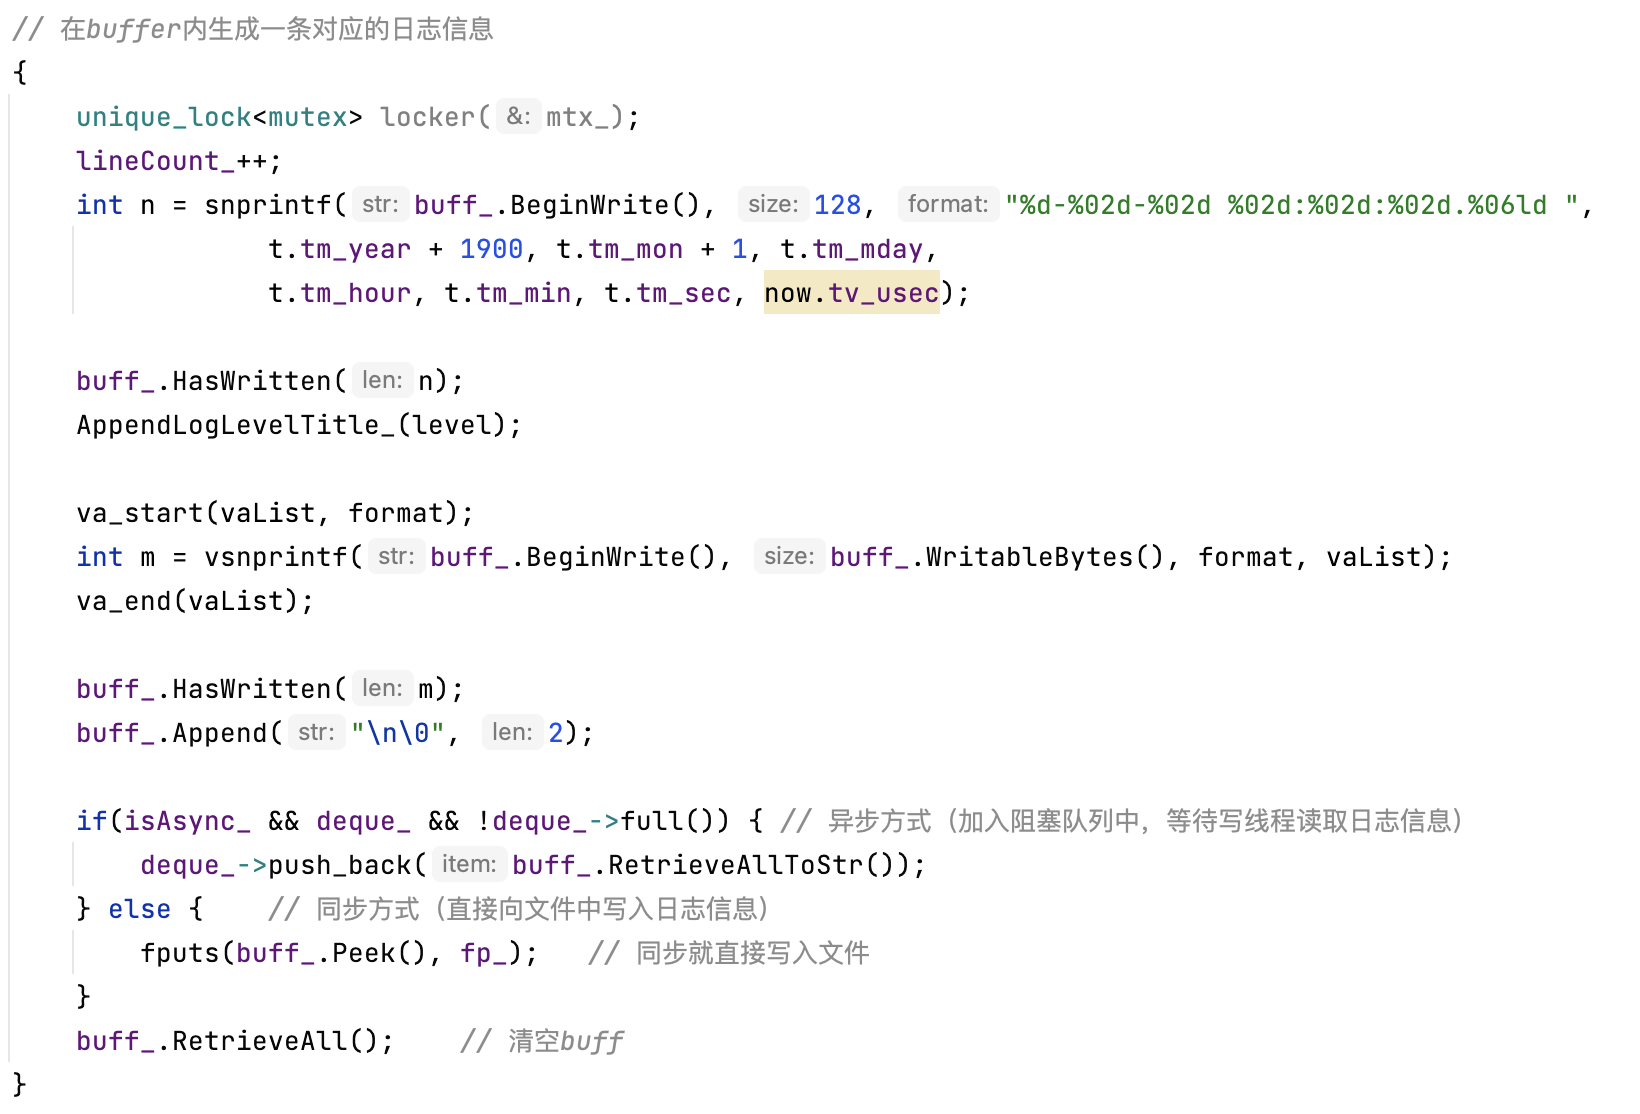 // 在buffer内生成一条对应的日志信息
{
    unique_lock<mutex> locker( &: mtx_);
    lineCount_++;
    int n = snprintf( str: buff_.BeginWrite(), size: 128, format: "%d-%02d-%02d %02d:%02d:%02d.%06ld ",
                t.tm_year + 1900, t.tm_mon + 1, t.tm_mday,
                t.tm_hour, t.tm_min, t.tm_sec, now.tv_usec);
    buff_.HasWritten( len: n);
    AppendLogLevelTitle_(level);
    va_start(vaList, format);
    int m = vsnprintf( str: buff_.BeginWrite(), size: buff_.WritableBytes(), format, vaList);
    va_end(vaList);
    buff_.HasWritten( len: m);
    buff_.Append( str: "\n\0", len: 2);
    if(isAsync_ && deque_ && !deque_->full()) { // 异步方式（加入阻塞队列中，等待写线程读取日志信息）
        deque_->push_back( item: buff_.RetrieveAllToStr());
    } else {    // 同步方式（直接向文件中写入日志信息）
        fputs(buff_.Peek(), fp_);   // 同步就直接写入文件
    }
    buff_.RetrieveAll();    // 清空buff
}